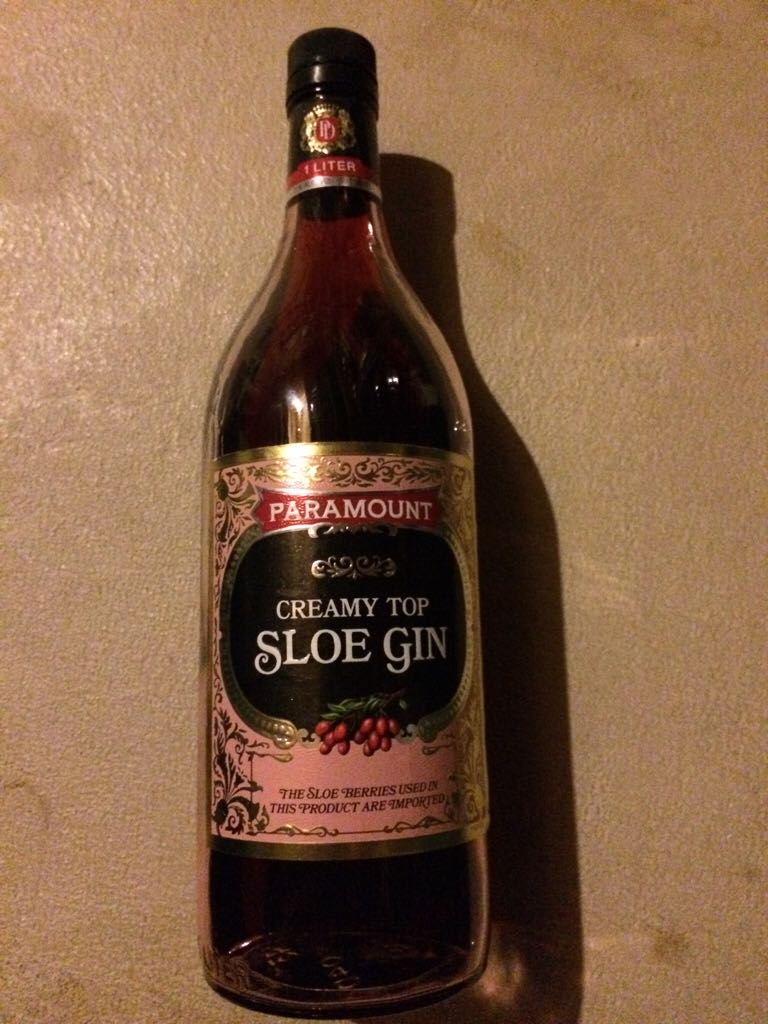 1 LITER
PARAMOUNT
CREAMY TOP
SLOE GIN
THE SLOE BERRIES USED IN
THIS PRODUCT ARE IMPORTED